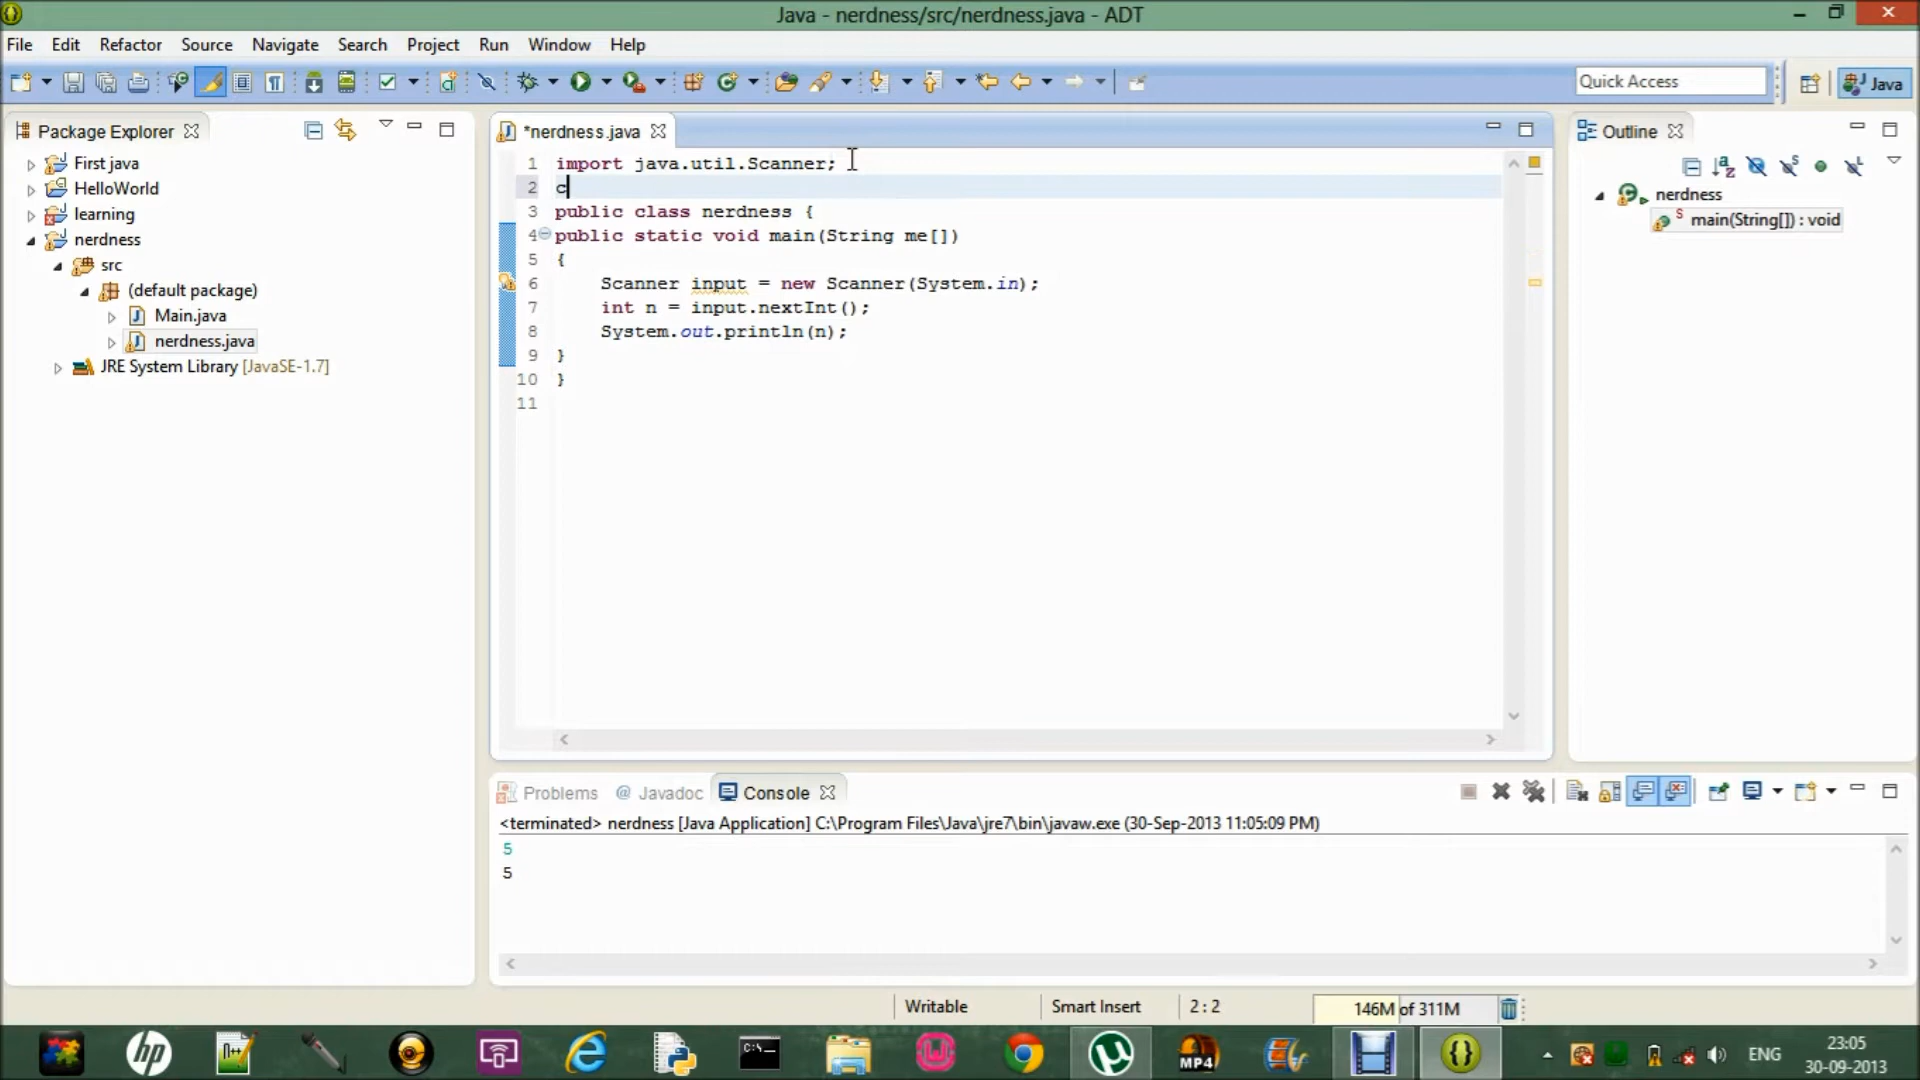 Java - nerdness/src/nerdness.java - ADT
File Edit Refactor Source Navigate Search Project Run Window Help
Quick Access
Java
Package Explorer
First java
HelloWorld
learning
nerdness
src
(default package)
Main.java
nerdness.java
JRE System Library [JavaSE-1.7]
*nerdness.java
1 import java.util.Scanner;
2 c
3 public class nerdness {
4 public static void main(String me[])
5 {
6 Scanner input = new Scanner(System.in);
7 int n = input.nextInt();
8 System.out.println(n);
9 }
10 }
11
Outline
nerdness
main(String[]) : void
Problems @ Javadoc Console
<terminated> nerdness [Java Application] C:\Program Files\Java\jre7\bin\javaw.exe (30-Sep-2013 11:05:09 PM)
5
5
Writable Smart Insert 2 : 2 146M of 311M
hp
n++
MP4
ENG
23:05
30-09-2013